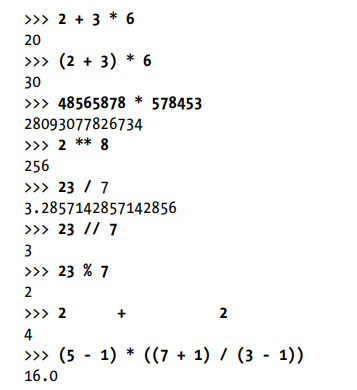 >>> 2 + 3 * 6
20
>>> (2 + 3) * 6
30
>>> 48565878 * 578453
28093077826734
>>> 2 ** 8
256
>>> 23 / 7
3.2857142857142856
>>> 23 // 7
3
>>> 23 % 7
2
>>> 2      +            2
4
>>> (5 - 1) * ((7 + 1) / (3 - 1))
16.0